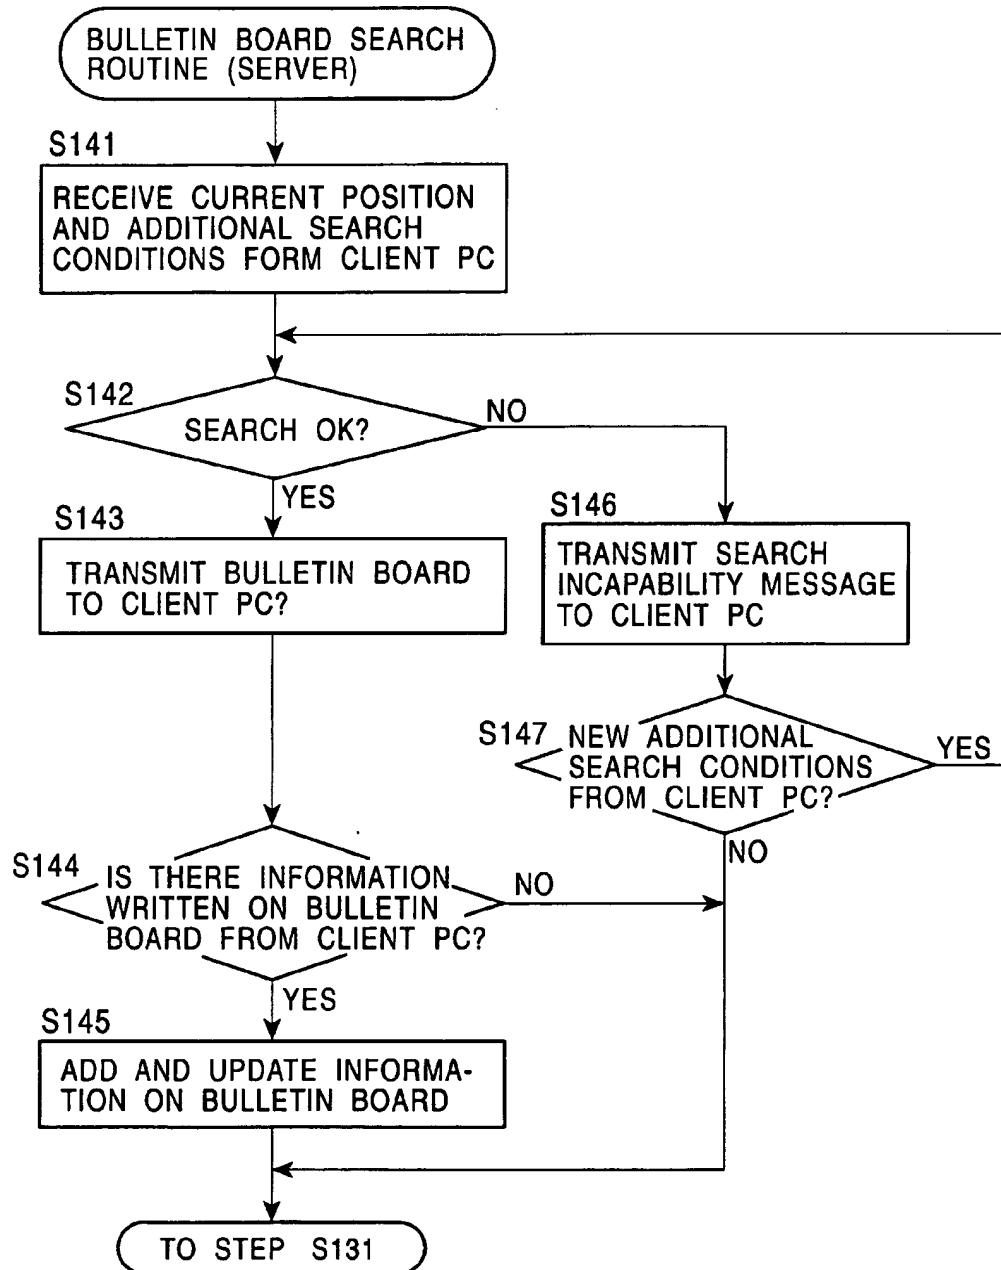 BULLETIN BOARD SEARCH
ROUTINE (SERVER)
S141
RECEIVE CURRENT POSITION
AND ADDITIONAL SEARCH
CONDITIONS FORM CLIENT PC
S142
SEARCH OK?
NO
YES
S143
TRANSMIT BULLETIN BOARD
TO CLIENT PC?
S146
TRANSMIT SEARCH
INCAPABILITY MESSAGE
TO CLIENT PC
S147
NEW ADDITIONAL
SEARCH CONDITIONS
FROM CLIENT PC?
YES
NO
S144
IS THERE INFORMATION
WRITTEN ON BULLETIN
BOARD FROM CLIENT PC?
NO
YES
S145
ADD AND UPDATE INFORMA-
TION ON BULLETIN BOARD
TO STEP S131